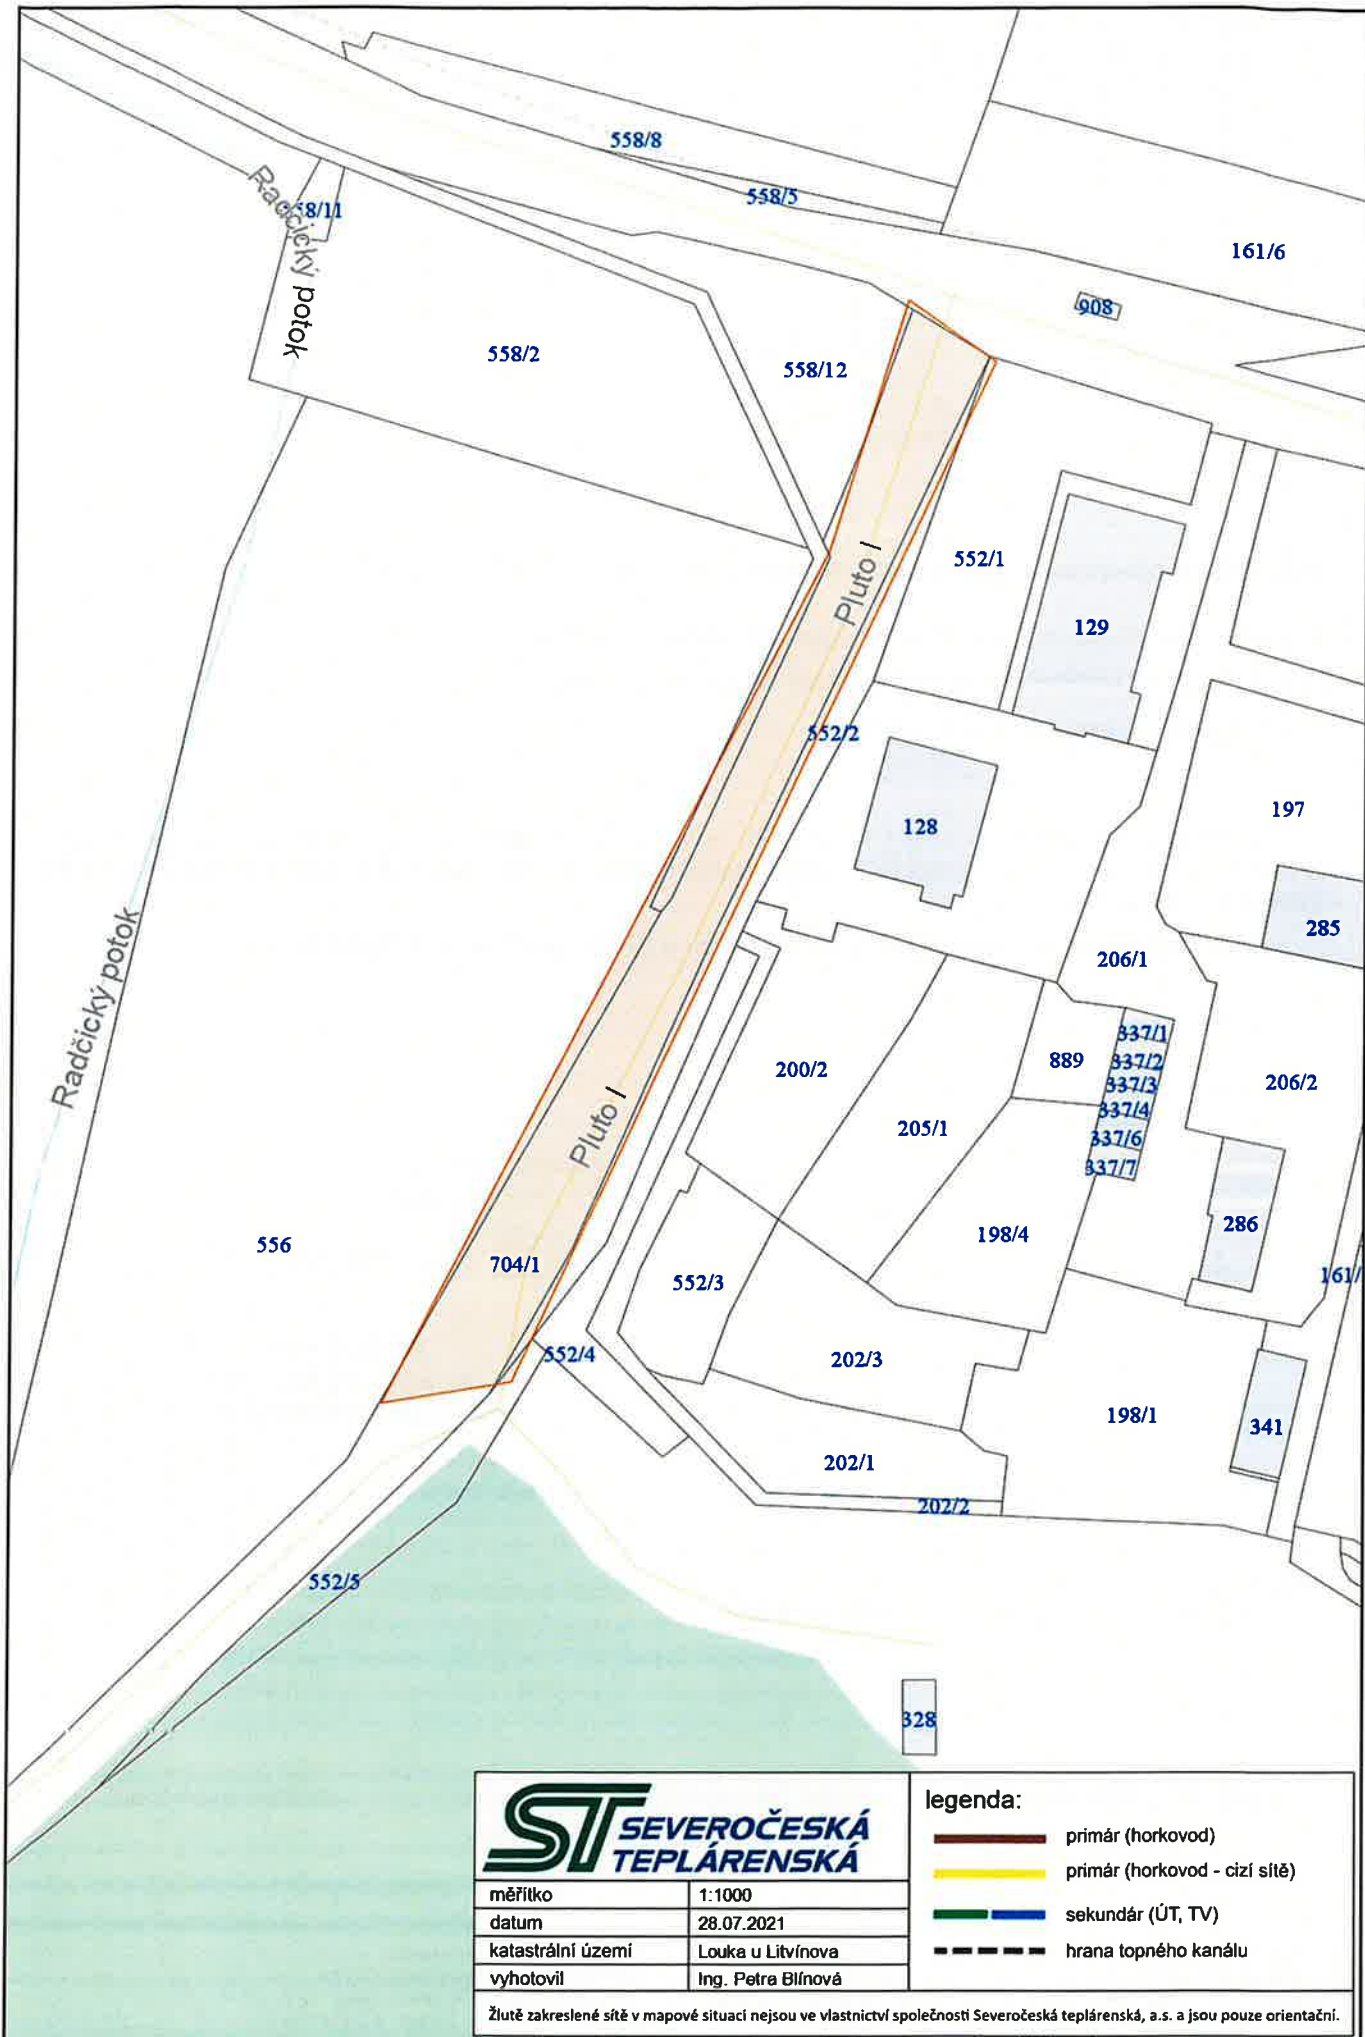 558/8
558/5
Radčický potok
58/11
161/6
908
558/2
558/12
Pluto I
552/1
129
552/2
128
197
285
Radčický potok
206/1
337/1
337/2
337/3
337/4
337/6
337/7
889
200/2
206/2
205/1
Pluto I
286
198/4
556
704/1
552/3
161/
552/4
202/3
198/1
341
202/1
202/2
552/5
328
ST SEVEROČESKÁ
TEPLÁRENSKÁ
měřítko 1:1000
datum 28.07.2021
katastrální území Louka u Litvínova
vyhotovil Ing. Petra Blínová
legenda:
primár (horkovod)
primár (horkovod - cizí sítě)
sekundár (ÚT, TV)
hrana topného kanálu
Žlutě zakreslené sítě v mapové situaci nejsou ve vlastnictví společnosti Severočeská teplárenská, a.s. a jsou pouze orientační.